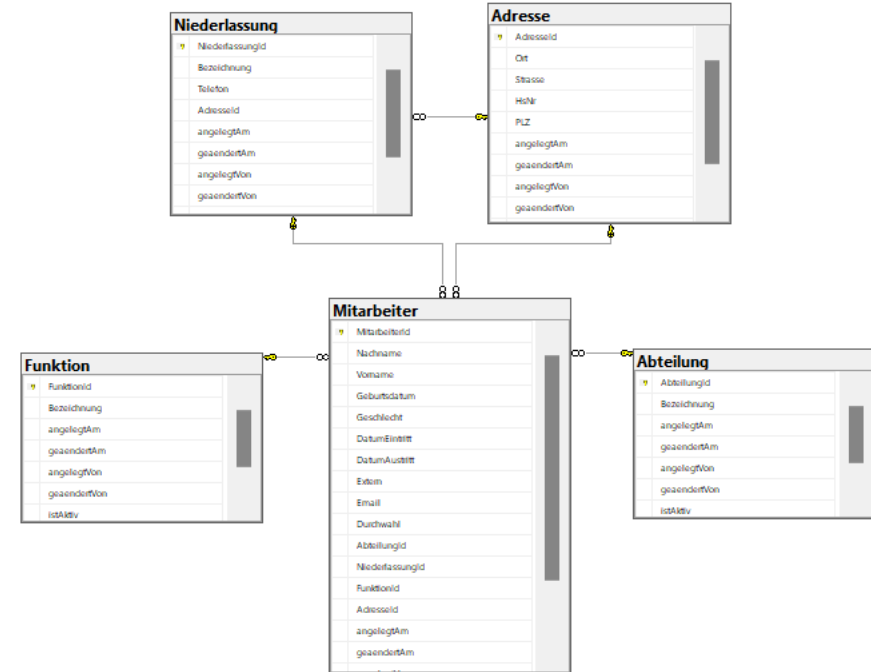 Niederlassung
NiederlassungId
Bezeichnung
Telefon
AdresseId
angelegtAm
geaendertAm
angelegtVon
geaendertVon
Adresse
AdresseId
Ort
Strasse
HsNr
PLZ
angelegtAm
geaendertAm
angelegtVon
geaendertVon
Mitarbeiter
MitarbeiterId
Nachname
Vorname
Geburtsdatum
Geschlecht
DatumEintritt
DatumAustritt
Extern
Email
Durchwahl
AbteilungId
NiederlassungId
FunktionId
AdresseId
angelegtAm
geaendertAm
Funktion
FunktionId
Bezeichnung
angelegtAm
geaendertAm
angelegtVon
geaendertVon
istAktiv
Abteilung
AbteilungId
Bezeichnung
angelegtAm
geaendertAm
angelegtVon
geaendertVon
istAktiv